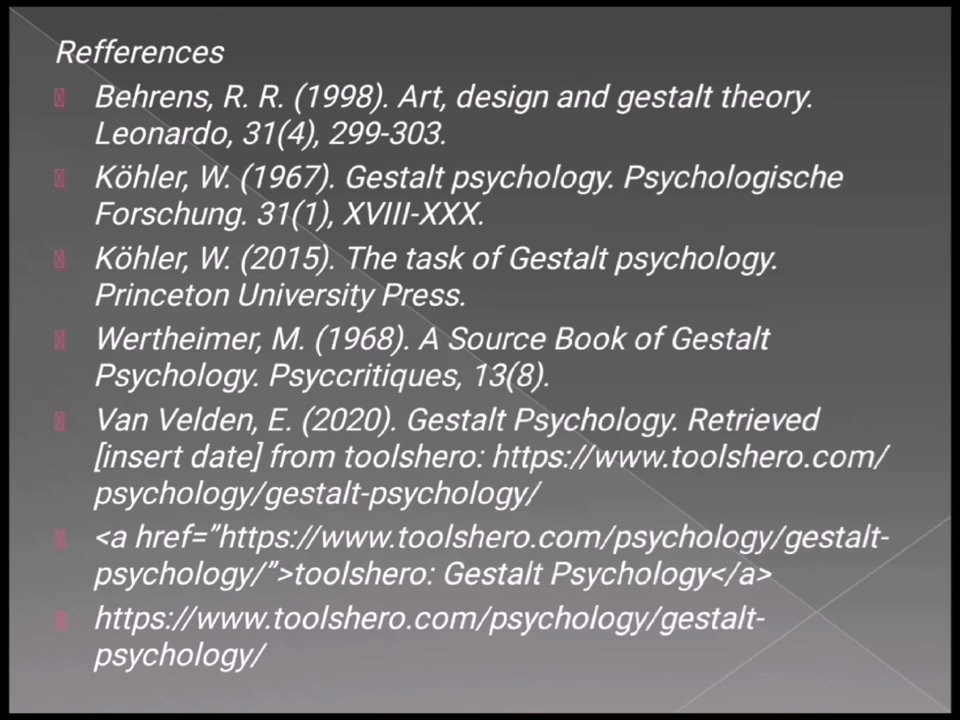 Refferences
Behrens, R. R. (1998). Art, design and gestalt theory.
Leonardo, 31(4), 299-303.
Köhler, W. (1967). Gestalt psychology. Psychologische
Forschung. 31(1), XVIII-XXX.
Köhler, W. (2015). The task of Gestalt psychology.
Princeton University Press.
Wertheimer, M. (1968). A Source Book of Gestalt
Psychology. Psyccritiques, 13(8).
Van Velden, E. (2020). Gestalt Psychology. Retrieved
[insert date] from toolshero: https://www.toolshero.com/
psychology/gestalt-psychology/
<a href=”https://www.toolshero.com/psychology/gestalt-
psychology/”>toolshero: Gestalt Psychology</a>
https://www.toolshero.com/psychology/gestalt-
psychology/